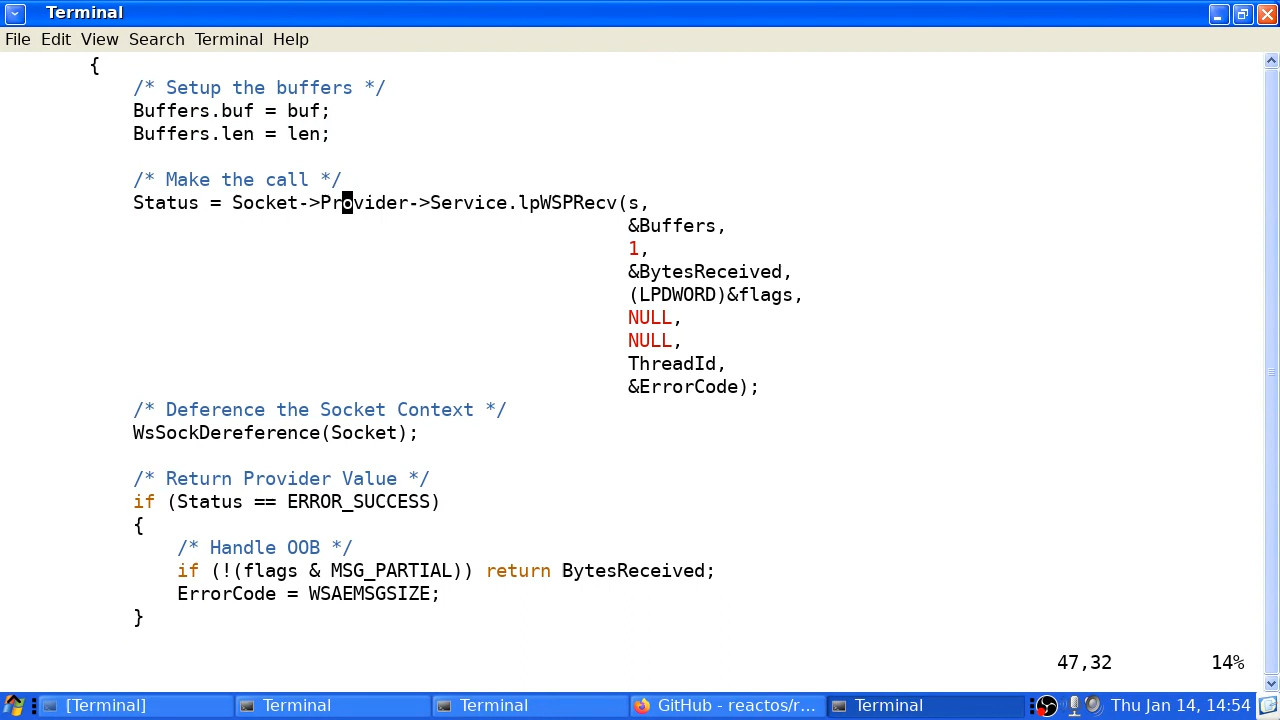 Terminal
File Edit View Search Terminal Help
{
/* Setup the buffers */
Buffers.buf = buf;
Buffers.len = len;
/* Make the call */
Status = Socket->Provider->Service.lpWSPRecv(s,
&Buffers,
1,
&BytesReceived,
(LPDWORD)&flags,
NULL,
NULL,
ThreadId,
&ErrorCode);
/* Deference the Socket Context */
WsSockDereference(Socket);
/* Return Provider Value */
if (Status == ERROR_SUCCESS)
{
/* Handle OOB */
if (!(flags & MSG_PARTIAL)) return BytesReceived;
ErrorCode = WSAEMSGSIZE;
}
47,32 14%
[Terminal] Terminal Terminal GitHub - reactos/r... Terminal Thu Jan 14, 14:54